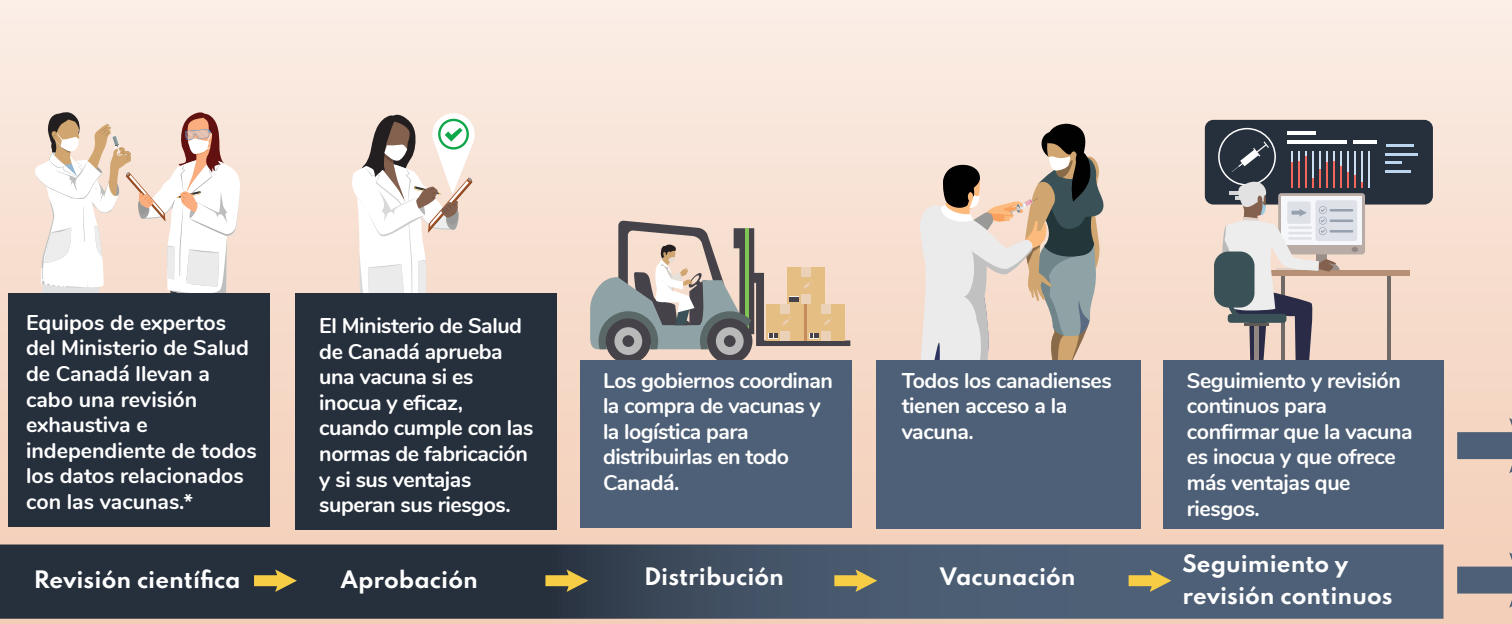 Equipos de expertos
del Ministerio de Salud
de Canadá llevan a
cabo una revisión
exhaustiva e
independiente de todos
los datos relacionados
con las vacunas.*
El Ministerio de Salud
de Canadá aprueba
una vacuna si es
inocua y eficaz,
cuando cumple con las
normas de fabricación
y si sus ventajas
superan sus riesgos.
Los gobiernos coordinan
la compra de vacunas y
la logística para
distribuirlas en todo
Canadá.
Todos los canadienses
tienen acceso a la
vacuna.
Seguimiento y revisión
continuos para
confirmar que la vacuna
es inocua y que ofrece
más ventajas que
riesgos.
Revisión científica
Aprobación
Distribución
Vacunación
Seguimiento y
revisión continuos